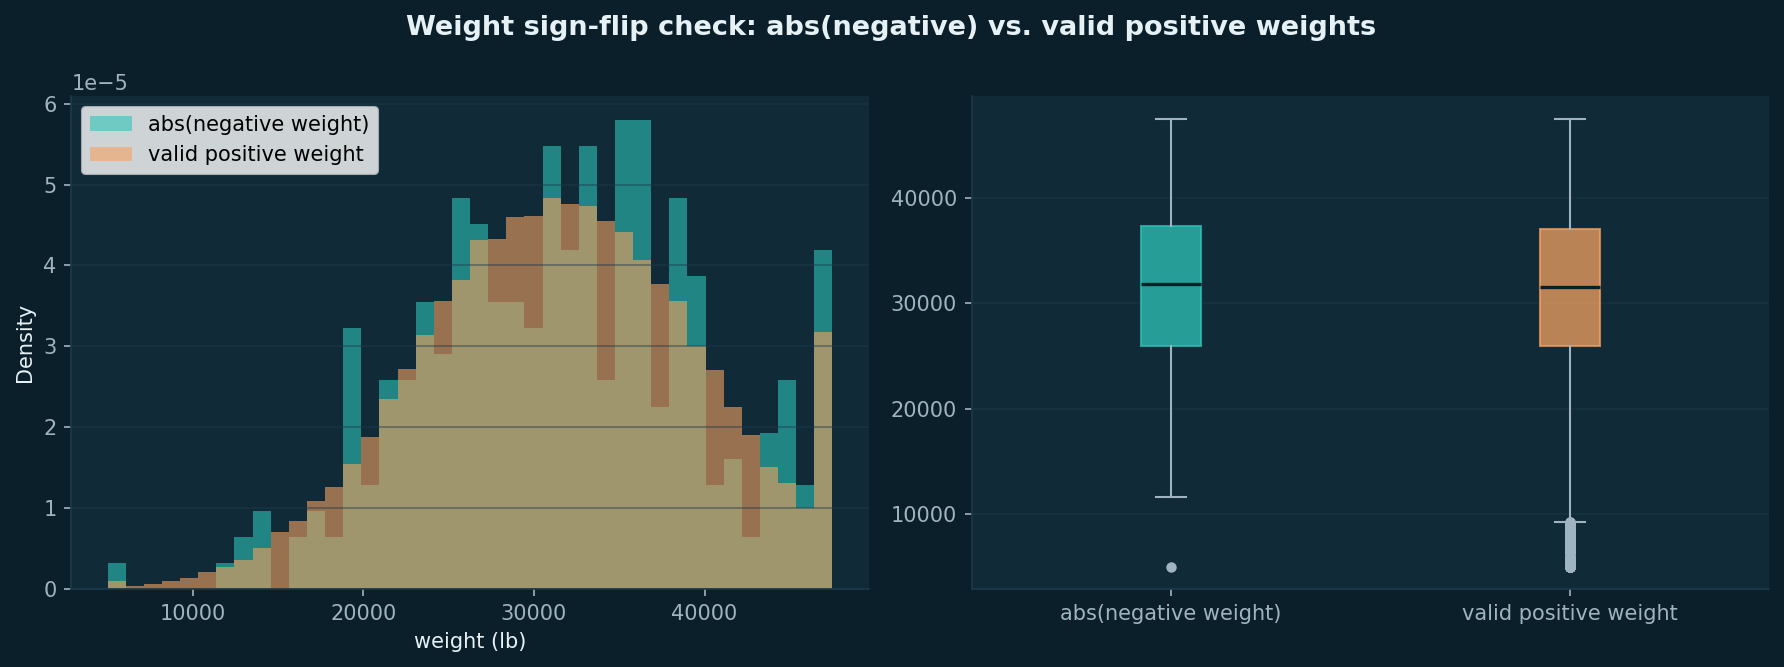 Weight sign-flip check: abs(negative) vs. valid positive weights
1e−5
6
5
4
3
2
1
0
Density
abs(negative weight)
valid positive weight
10000
20000
30000
40000
weight (lb)
40000
30000
20000
10000
abs(negative weight)
valid positive weight